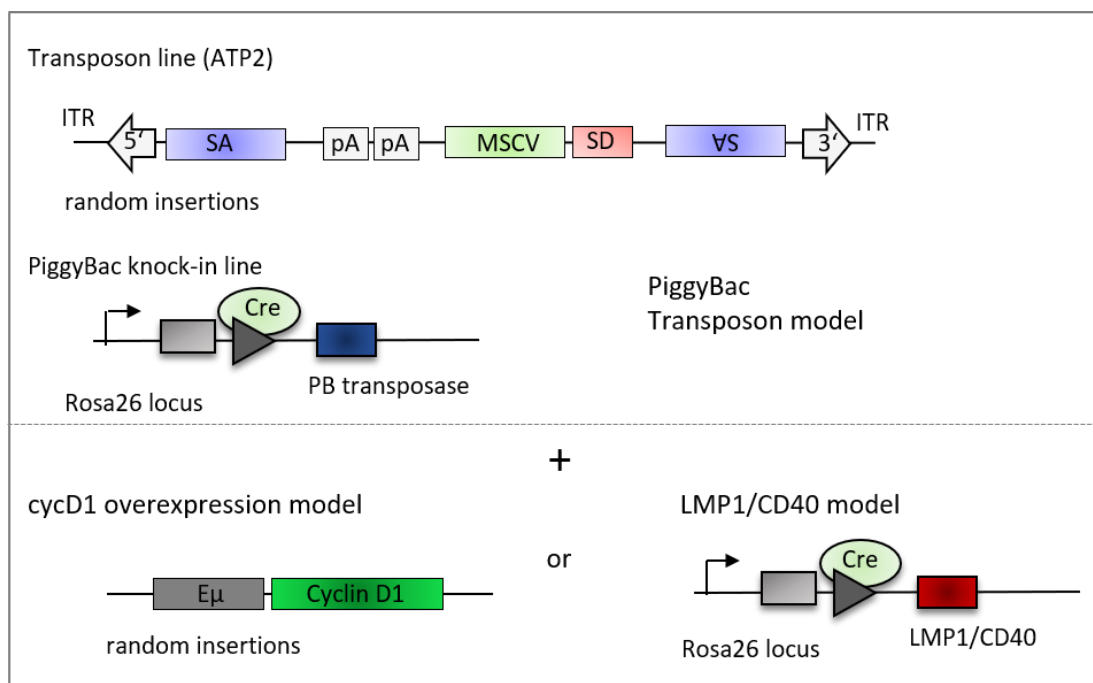 Transposon line (ATP2)
ITR 5‘ SA pA pA MSCV SD SA 3‘ ITR
random insertions
PiggyBac knock-in line
Cre
PB transposase
Rosa26 locus
PiggyBac
Transposon model
+
cycD1 overexpression model
LMP1/CD40 model
or
Eµ Cyclin D1
random insertions
Cre
LMP1/CD40
Rosa26 locus